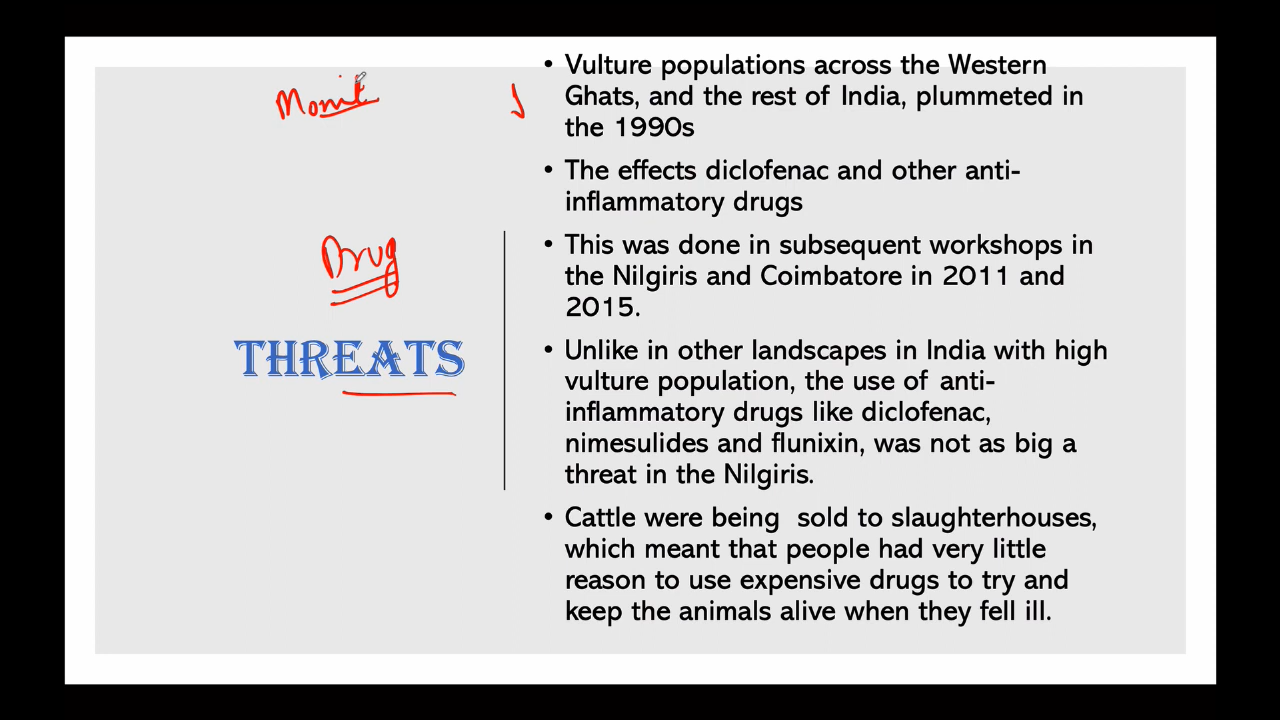 • Vulture populations across the Western
Ghats, and the rest of India, plummeted in
the 1990s
• The effects diclofenac and other anti-
inflammatory drugs
• This was done in subsequent workshops in
the Nilgiris and Coimbatore in 2011 and
2015.
• Unlike in other landscapes in India with high
vulture population, the use of anti-
inflammatory drugs like diclofenac,
nimesulides and flunixin, was not as big a
threat in the Nilgiris.
• Cattle were being sold to slaughterhouses,
which meant that people had very little
reason to use expensive drugs to try and
keep the animals alive when they fell ill.
Drug
THREATS